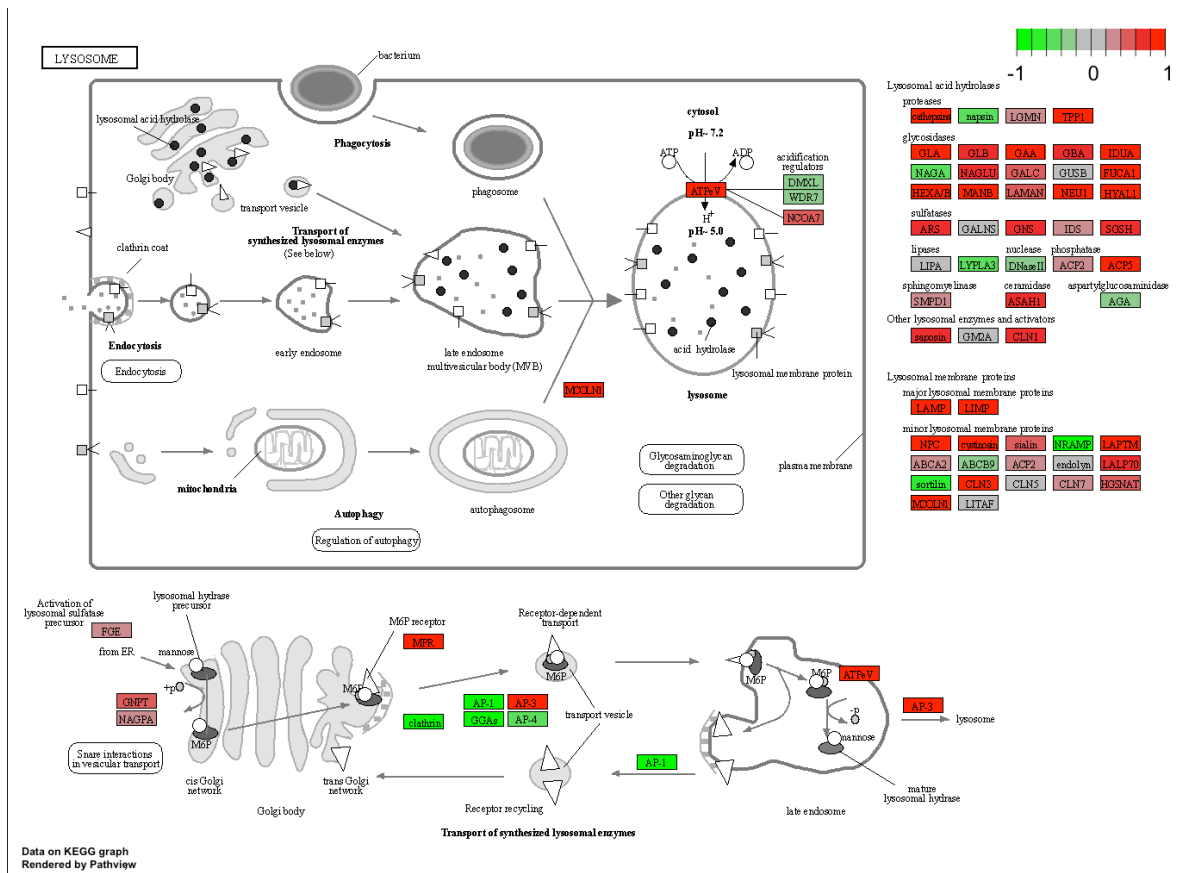 LYSOSOME
-1
0
1
bacterium
lysosomal acid hydrolase
Golgi body
Phagocytosis
phagosome
transport vesicle
Transport of
synthesized lysosomal enzymes
(See below)
clathrin coat
Endocytosis
Endocytosis
early endosome
late endosome
multivesicular body (MVB)
cytosol
pH~ 7.2
ATP
ADP
ATPeV
H+
pH~ 5.0
acidification
regulators
DMXL
WDR7
NCOA7
acid hydrolase
lysosomal membrane protein
lysosome
MCOLN1
mitochondria
Autophagy
Regulation of autophagy
autophagosome
Glycosaminoglycan
degradation
Other glycan
degradation
plasma membrane
Lysosomal acid hydrolases
proteases
cathepsins napsin LGMN TPP1
glycosidases
GLA GLB GAA GBA IDUA
NAGA NAGLU GALC GUSB FUCA1
HEXA/B MANB LAMAN NEU1 HYAL1
sulfatases
ARS GALNS GNS IDS SGSH
lipases nuclease phosphatase
LIPA LYPLA3 DNaseII ACP2 ACP5
sphingomyelinase ceramidase aspartylglucosaminidase
SMPD1 ASAH1 AGA
Other lysosomal enzymes and activators
saposin GM2A CLN1
Lysosomal membrane proteins
major lysosomal membrane proteins
LAMP LIMP
minor lysosomal membrane proteins
NPC cystinosin sialin NRAMP LAPTM
ABCA2 ABCB9 ACP2 endolyn LALP70
sortilin CLN3 CLN5 CLN7 HGSNAT
MCOLN1 LITAF
Activation of
lysosomal sulfatase
precursor
FGE
from ER
lysosomal hydrase
precursor
mannose
+p
GNPT
NAGPA
M6P
Snare interactions
in vesicular transport
cis Golgi
network
Golgi body
trans Golgi
network
M6P
M6P receptor
MPR
clathrin
AP-1 AP-3
GGAs AP-4
Receptor-dependent
transport
M6P
transport vesicle
AP-1
Receptor recycling
Transport of synthesized lysosomal enzymes
M6P
M6P
ATPeV
-p
mannose
AP-3
lysosome
mature
lysosomal hydrase
late endosome
Data on KEGG graph
Rendered by Pathview